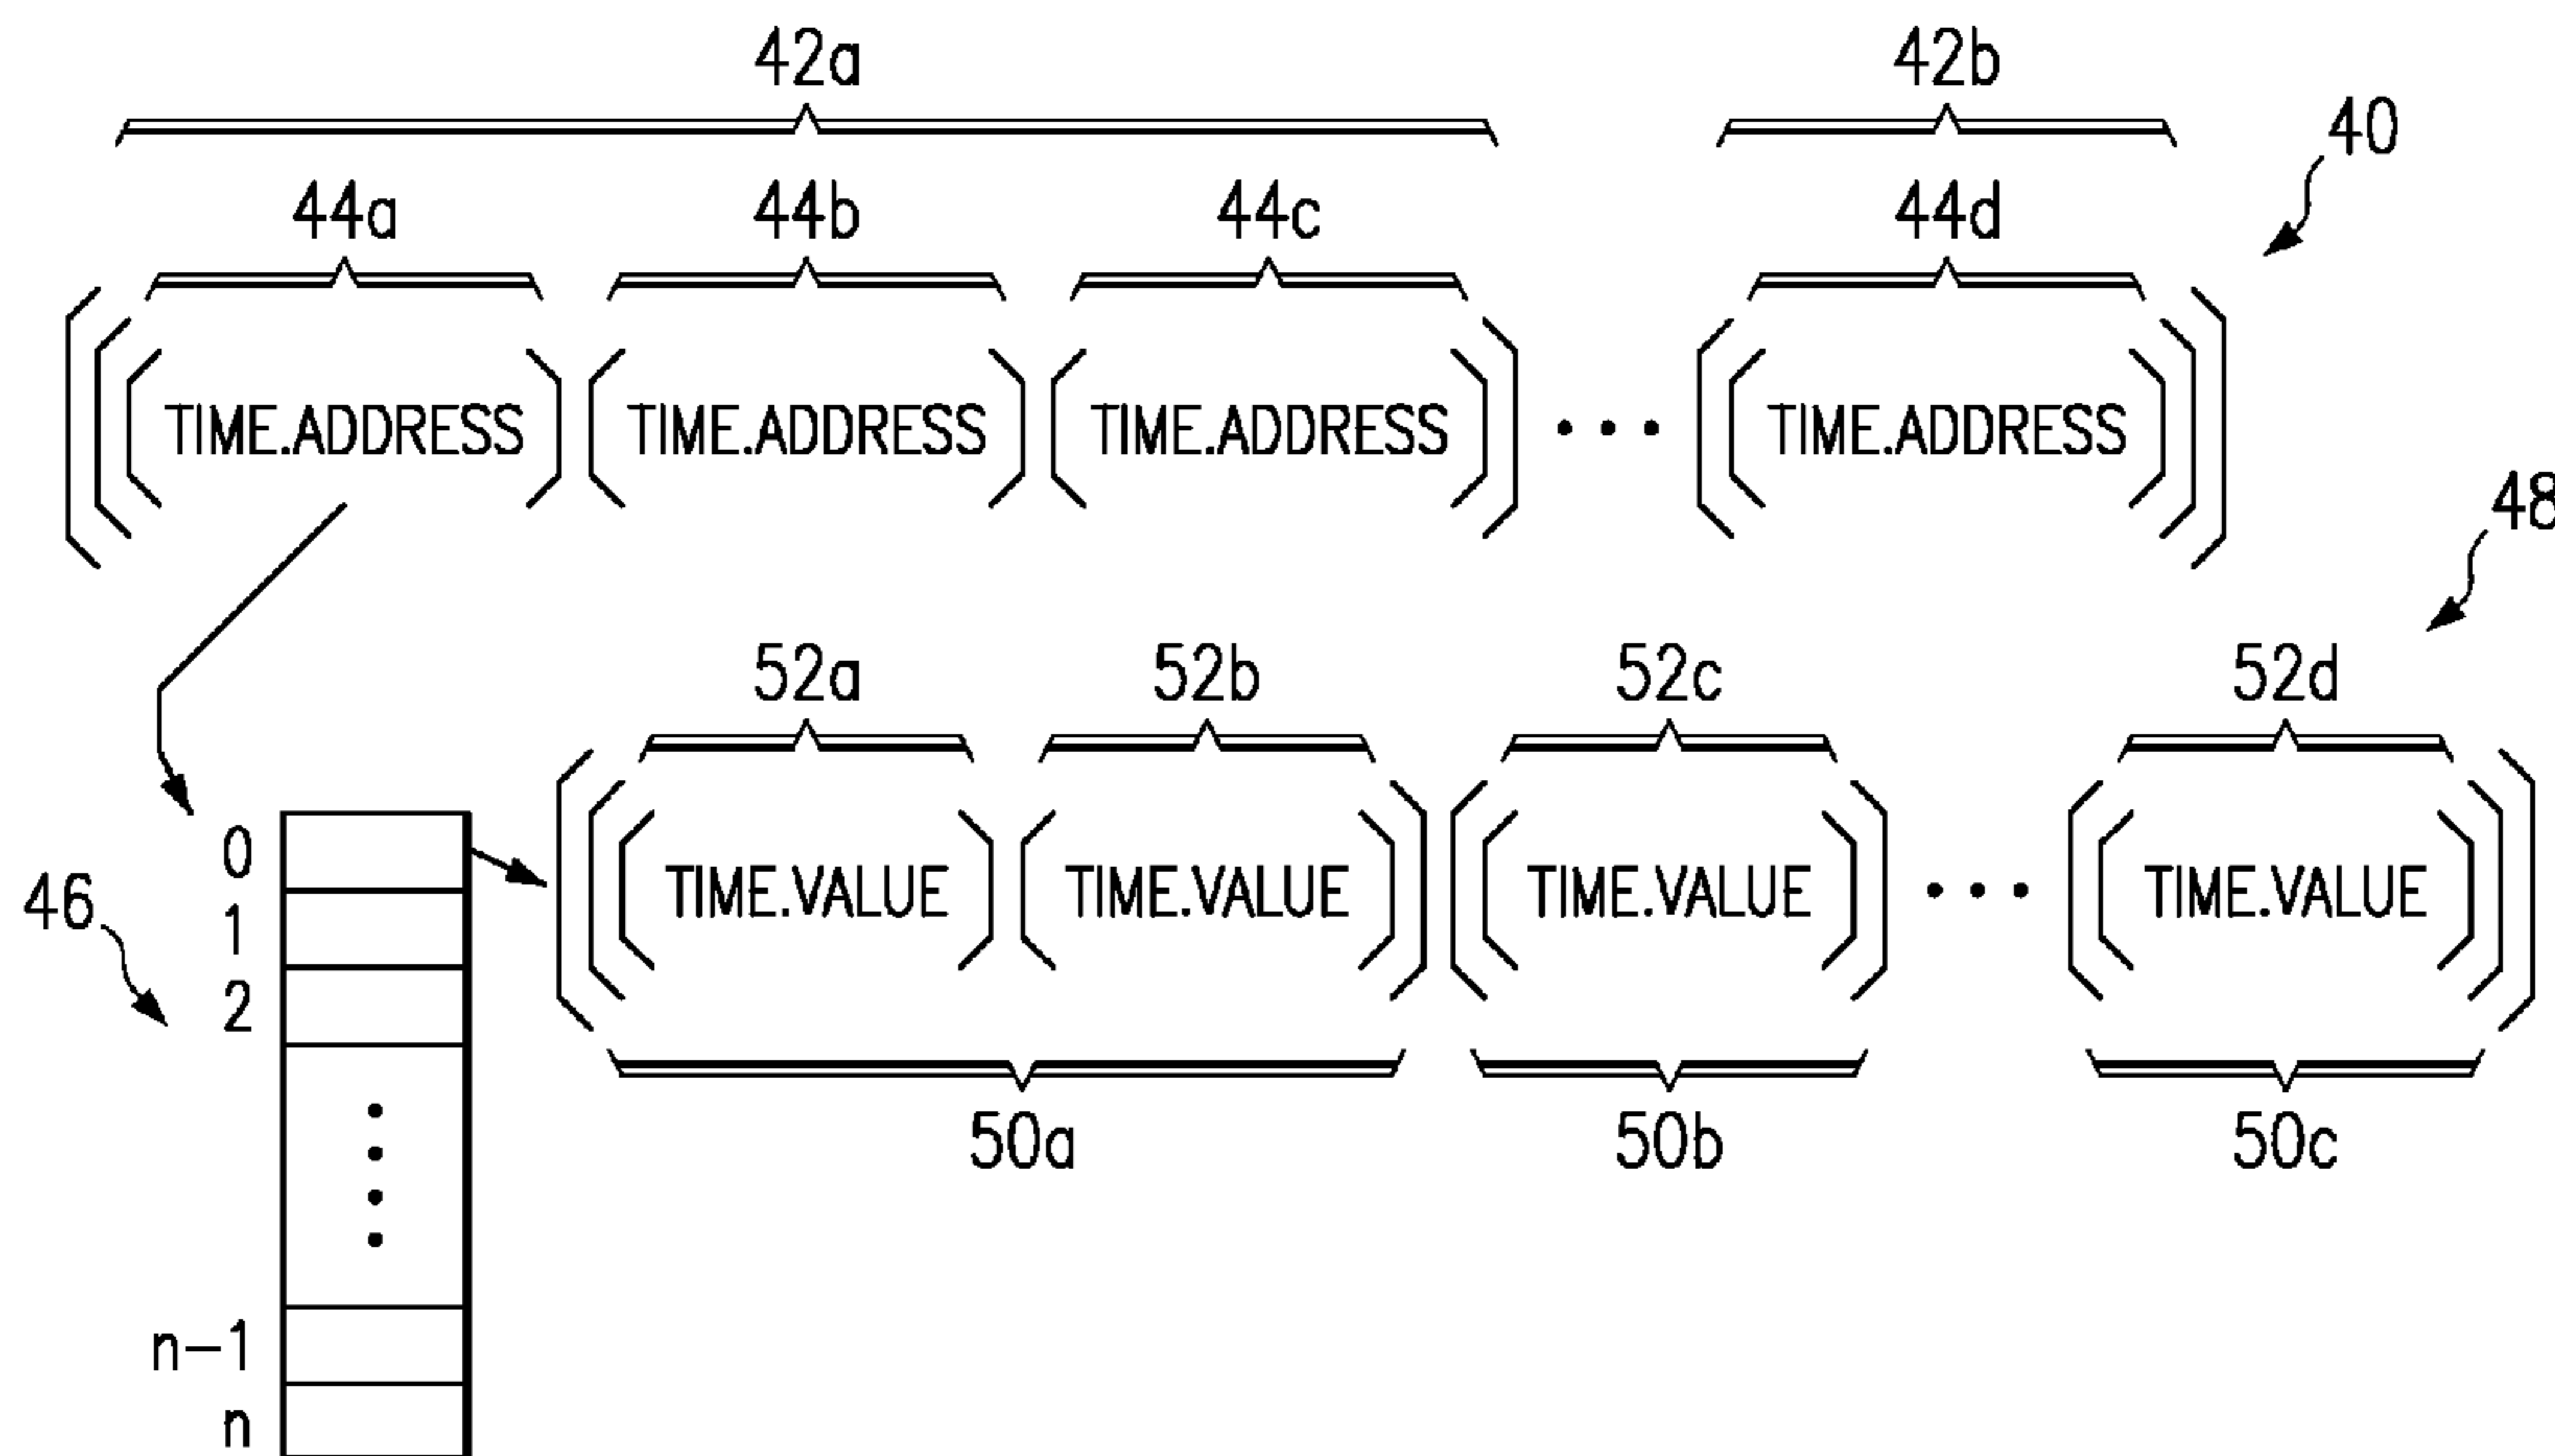 42a 42b
40
44a 44b 44c 44d
TIME.ADDRESS TIME.ADDRESS TIME.ADDRESS ... TIME.ADDRESS
48
52a 52b 52c 52d
0 TIME.VALUE TIME.VALUE TIME.VALUE ... TIME.VALUE
46
1
2
50a 50b 50c
n-1
n